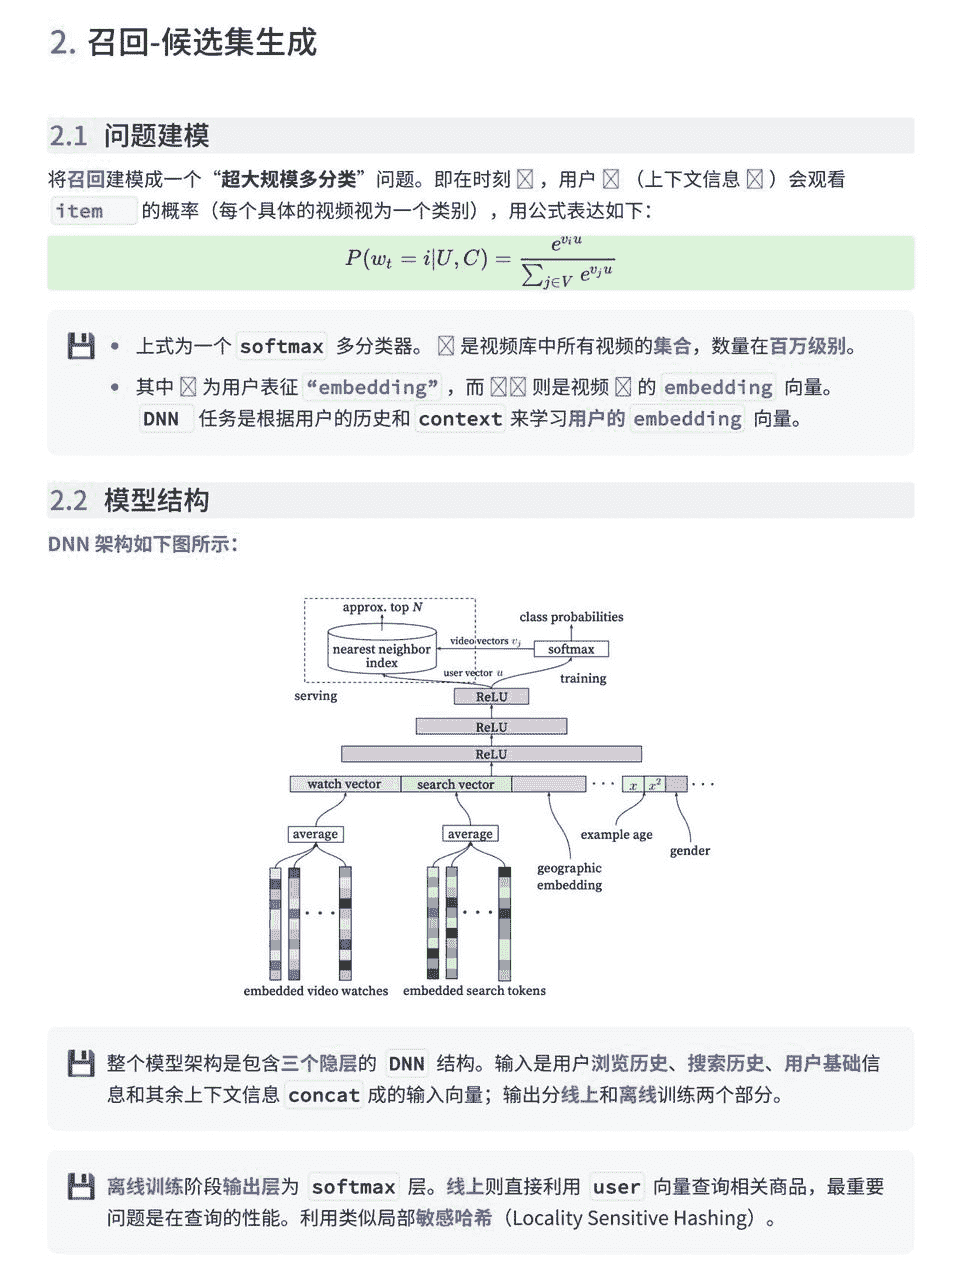 2. 召回-候选集生成
2.1 问题建模
将召回建模成一个“超大规模多分类”问题。即在时刻 ，用户 （上下文信息 ）会观看
item 的概率（每个具体的视频视为一个类别），用公式表达如下：
P(w_t = i|U, C) = e^{v_i u} / ∑_{j∈V} e^{v_j u}
• 上式为一个 softmax 多分类器。 是视频库中所有视频的集合，数量在百万级别。
• 其中 为用户表征 “embedding” ，而 则是视频 的 embedding 向量。
DNN 任务是根据用户的历史和 context 来学习用户的 embedding 向量。
2.2 模型结构
DNN 架构如下图所示：
approx. top N
class probabilities
nearest neighbor
index
video vectors v_j
softmax
user vector u
serving
training
ReLU
ReLU
ReLU
watch vector
search vector
· · ·
x
x²
· · ·
average
average
example age
gender
geographic
embedding
· · ·
· · ·
embedded video watches
embedded search tokens
整个模型架构是包含三个隐层的 DNN 结构。输入是用户浏览历史、搜索历史、用户基础信
息和其余上下文信息 concat 成的输入向量；输出分线上和离线训练两个部分。
离线训练阶段输出层为 softmax 层。线上则直接利用 user 向量查询相关商品，最重要
问题是在查询的性能。利用类似局部敏感哈希（Locality Sensitive Hashing）。